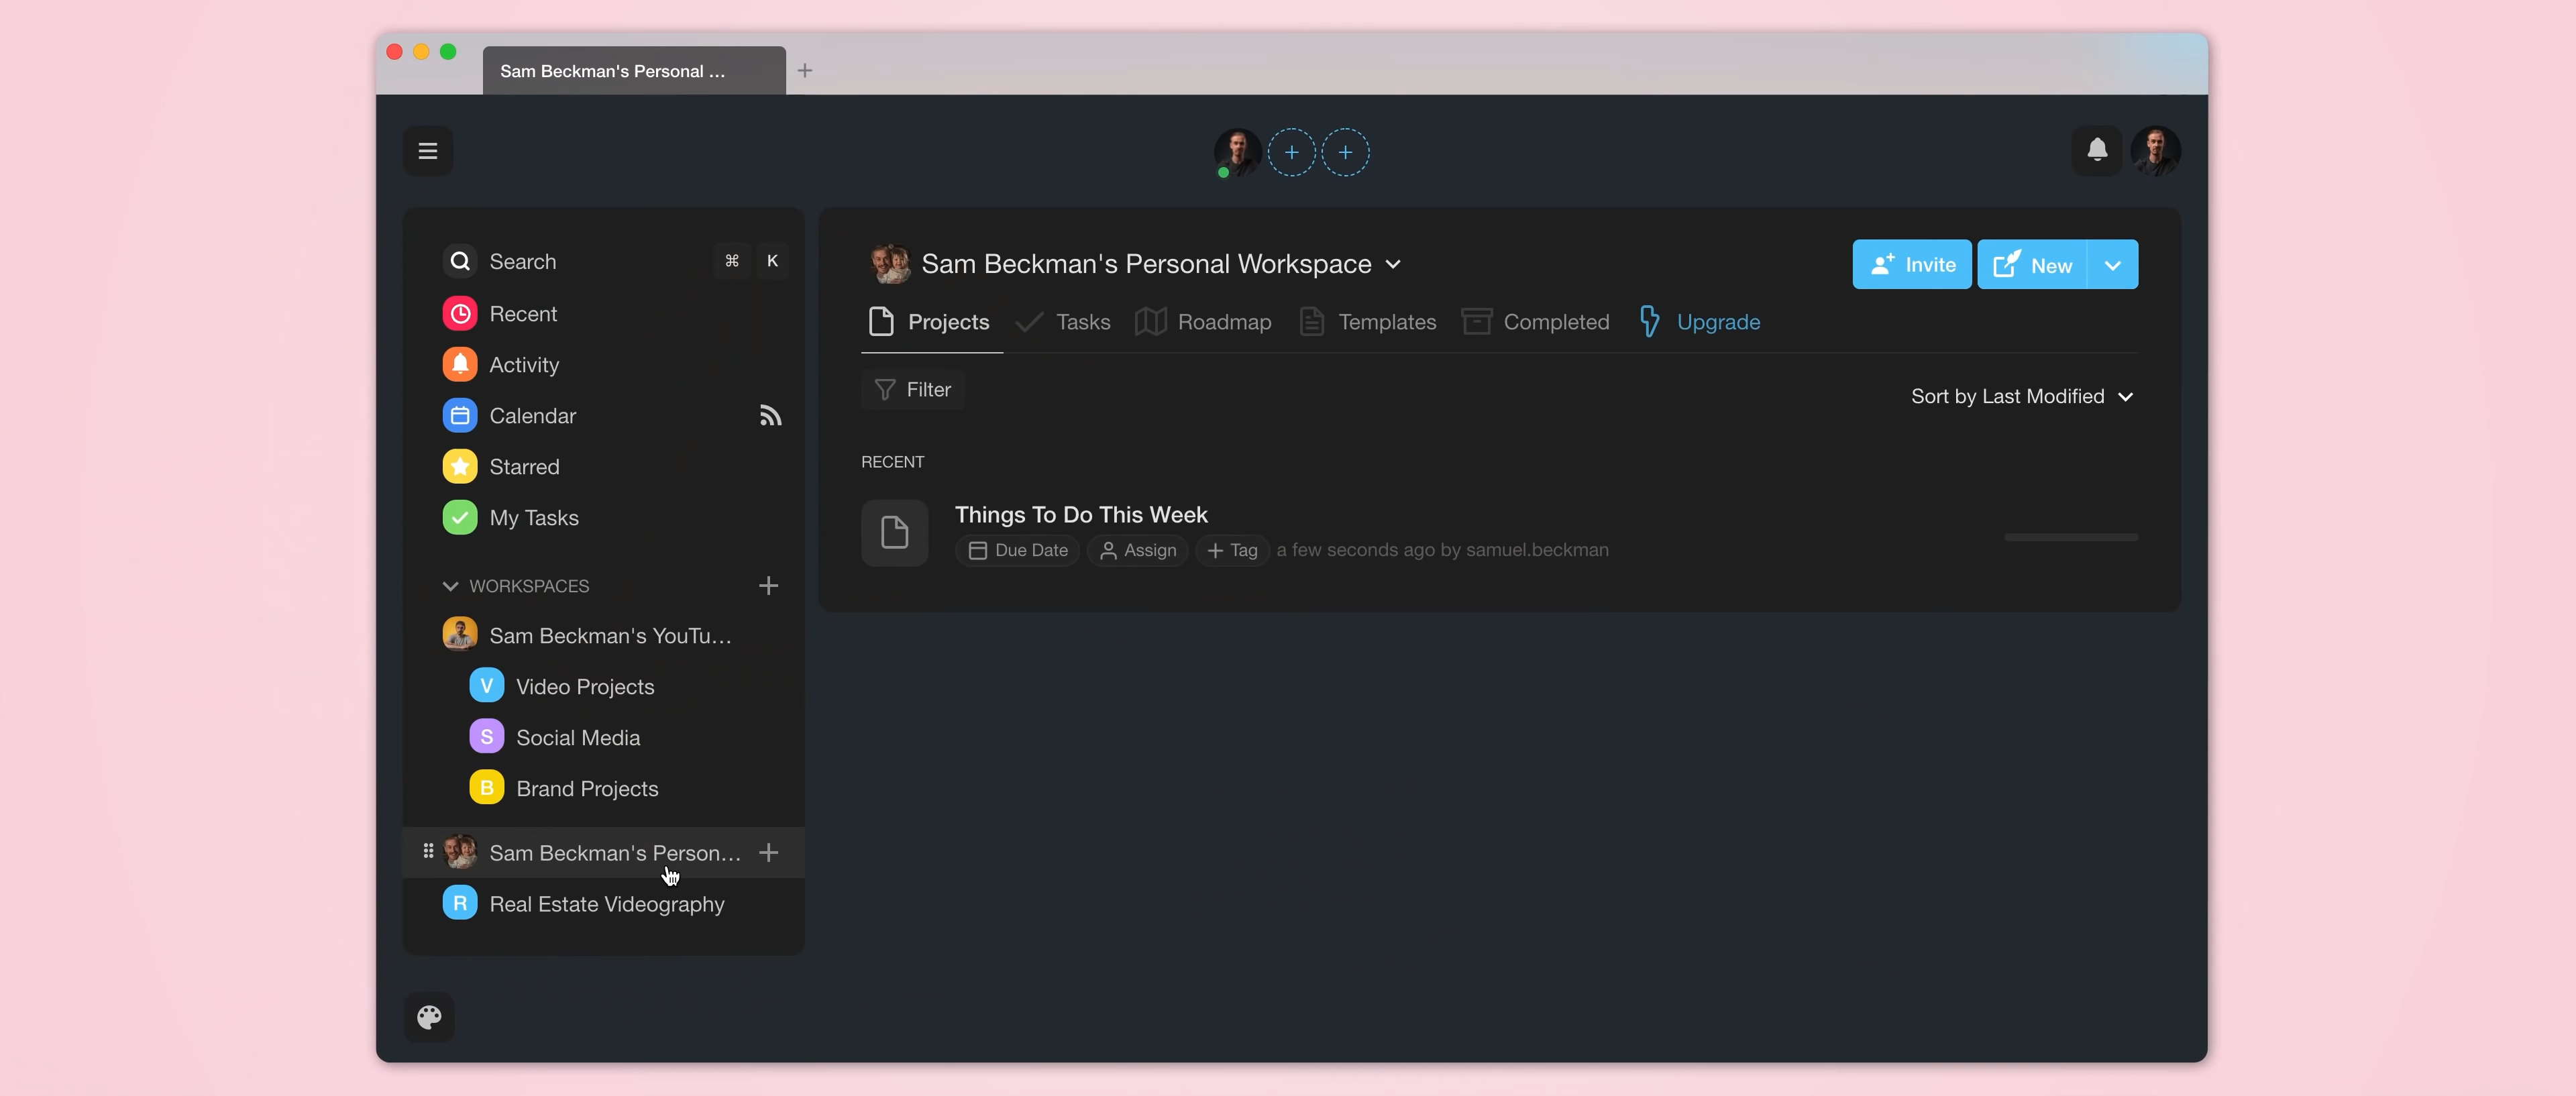 Sam Beckman's Personal ...
Search ⌘ K
Recent
Activity
Calendar
Starred
My Tasks
WORKSPACES
Sam Beckman's YouTu...
V Video Projects
S Social Media
B Brand Projects
Sam Beckman's Person...
R Real Estate Videography
Sam Beckman's Personal Workspace
Invite
New
Projects
Tasks
Roadmap
Templates
Completed
Upgrade
Filter
Sort by Last Modified
RECENT
Things To Do This Week
Due Date Assign + Tag a few seconds ago by samuel.beckman